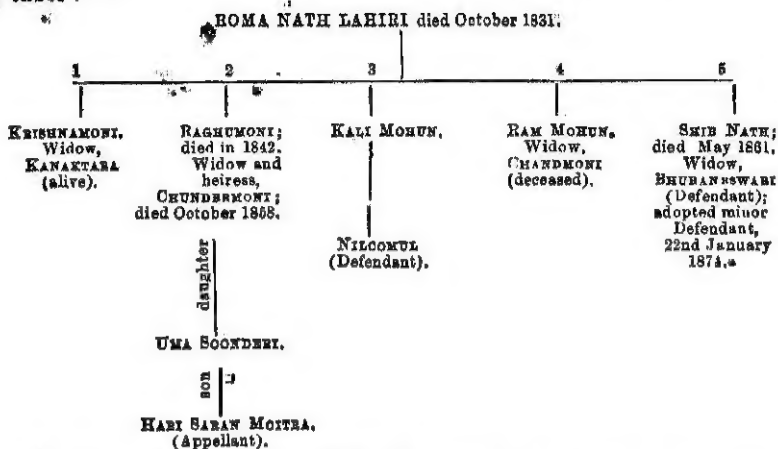 ROMA NATH LAHIRI died October 1831.
1 2 3 4 5
KRISHNAMONI.
Widow,
KANAKTARA
(alive).
RAGHUMONI;
died in 1842.
Widow and
heiress,
CHUNDERMONI;
died October 1858.
daughter
UMA SOONDERI.
son
HARI SARAN MOITRA.
(Appellant).
KALI MOHUN.
NILCOMUL
(Defendant).
RAM MOHUN.
Widow,
CHANDMONI
(deceased).
SHIB NATH;
died May 1861.
Widow,
BHUBANESWARI
(Defendant);
adopted minor
Defendant,
22nd January
1874.